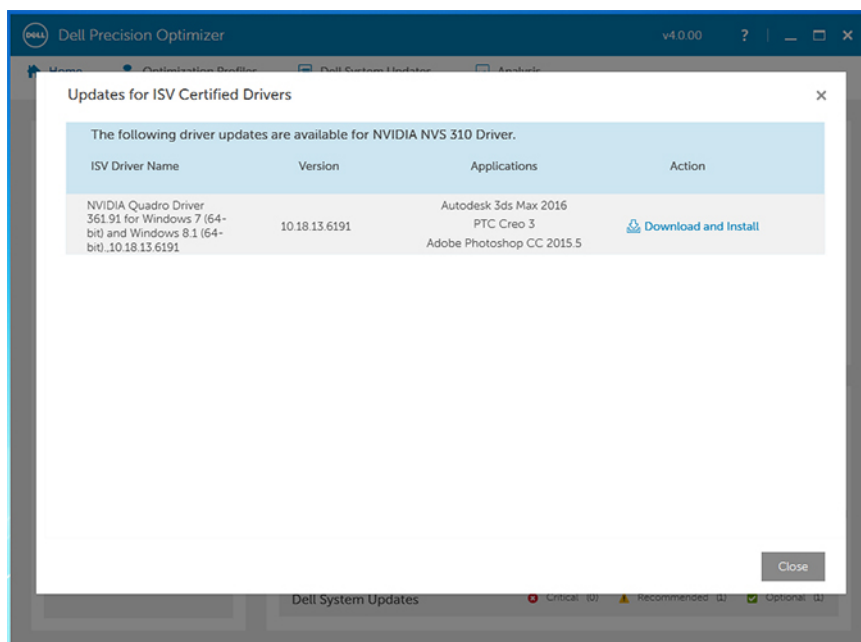 DELL Dell Precision Optimizer v4.0.00 ?
Home Optimization Profiles Dell System Updates Analysis
Updates for ISV Certified Drivers
The following driver updates are available for NVIDIA NVS 310 Driver.
ISV Driver Name Version Applications Action
NVIDIA Quadro Driver
361.91 for Windows 7 (64-
bit) and Windows 8.1 (64-
bit).,10.18.13.6191
10.18.13.6191
Autodesk 3ds Max 2016
PTC Creo 3
Adobe Photoshop CC 2015.5
Download and Install
Close
Dell System Updates Critical (0) Recommended (1) Optional (1)